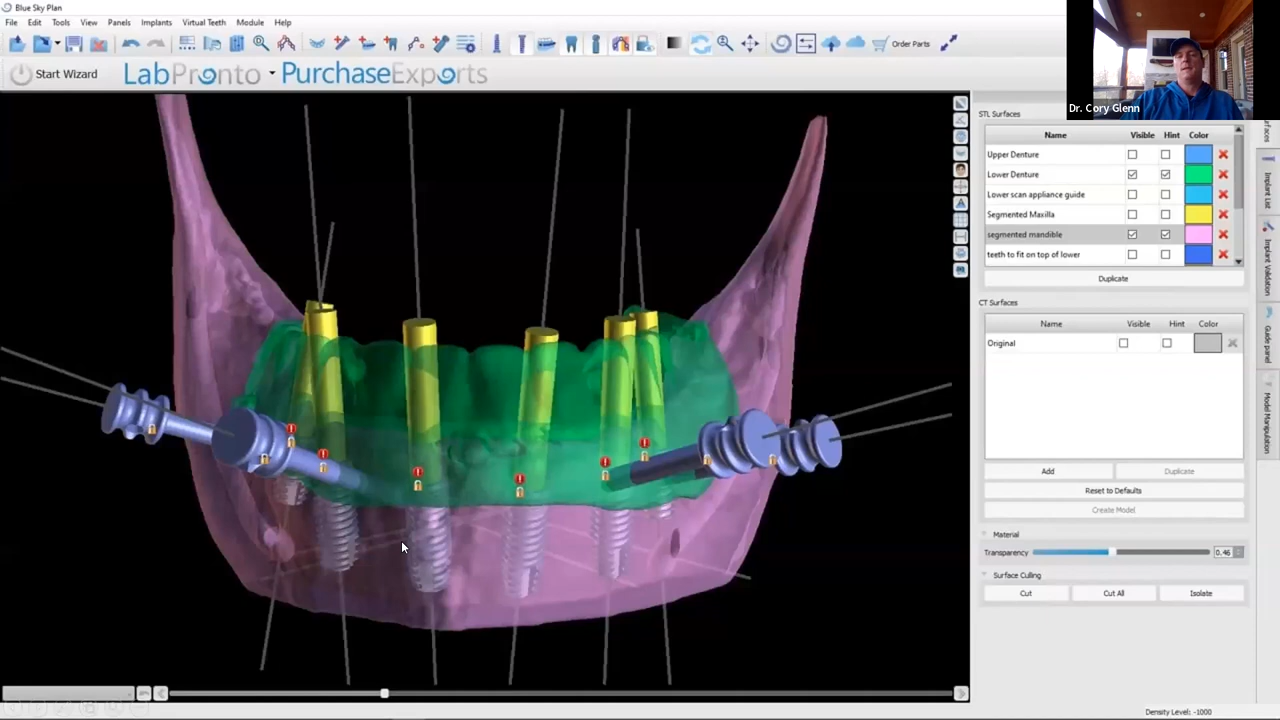 Blue Sky Plan
File Edit Tools View Panels Implants Virtual Teeth Module Help
Order Parts
Start Wizard LabPronto PurchaseExports
Dr. Cory Glenn
STL Surfaces
Name Visible Hint Color
Upper Denture
Lower Denture
Lower scan appliance guide
Segmented Maxilla
segmented mandible
teeth to fit on top of lower
Duplicate
CT Surfaces
Name Visible Hint Color
Original
Add Duplicate
Reset to Defaults
Create Model
Material
Transparency 0.46
Surface Culling
Cut Cut All Isolate
Implant List
Implant Validation
Guide panel
Model Manipulation
Density Level: -1000